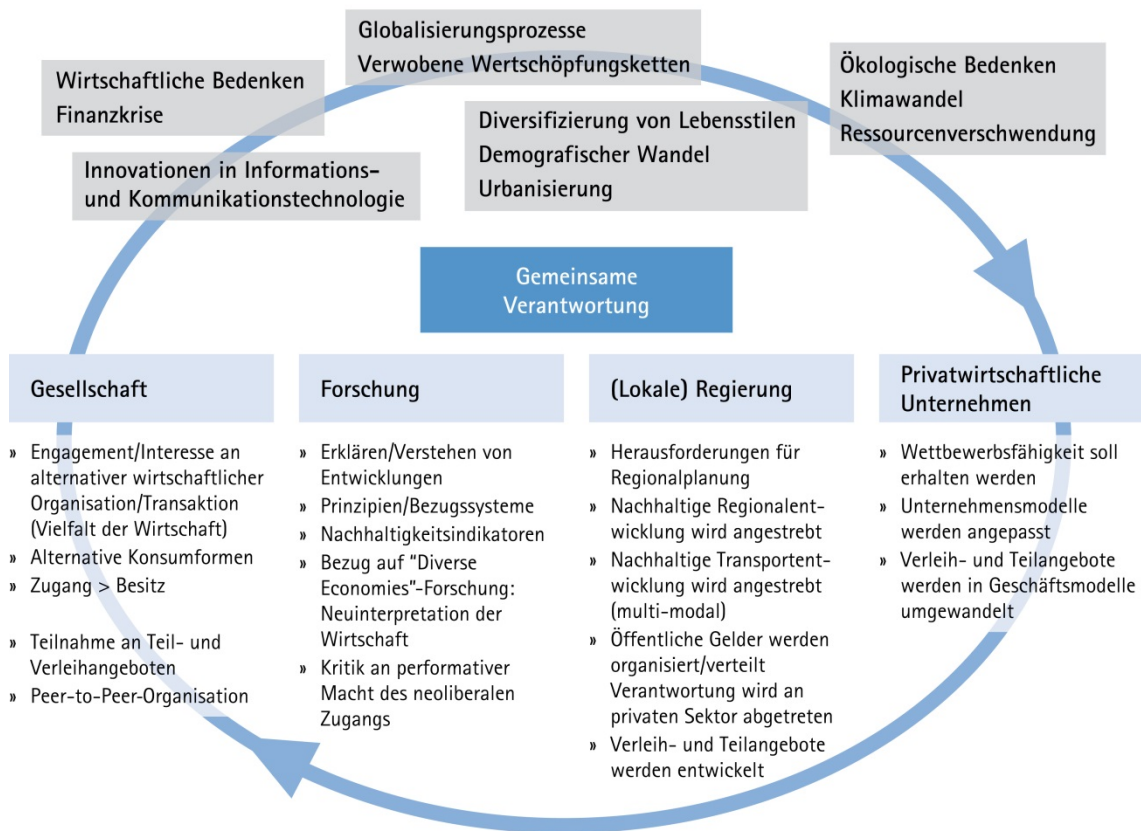 Globalisierungsprozesse
Verwobene Wertschöpfungsketten
Wirtschaftliche Bedenken
Finanzkrise
Ökologische Bedenken
Klimawandel
Ressourcenverschwendung
Diversifizierung von Lebensstilen
Demografischer Wandel
Urbanisierung
Innovationen in Informations-
und Kommunikationstechnologie
Gemeinsame
Verantwortung
Gesellschaft
» Engagement/Interesse an
alternativer wirtschaftlicher
Organisation/Transaktion
(Vielfalt der Wirtschaft)
» Alternative Konsumformen
» Zugang > Besitz
» Teilnahme an Teil- und
Verleihangeboten
» Peer-to-Peer-Organisation
Forschung
» Erklären/Verstehen von
Entwicklungen
» Prinzipien/Bezugssysteme
» Nachhaltigkeitsindikatoren
» Bezug auf "Diverse
Economies"-Forschung:
Neuinterpretation der
Wirtschaft
» Kritik an performativer
Macht des neoliberalen
Zugangs
(Lokale) Regierung
» Herausforderungen für
Regionalplanung
» Nachhaltige Regionalent-
wicklung wird angestrebt
» Nachhaltige Transportent-
wicklung wird angestrebt
(multi-modal)
» Öffentliche Gelder werden
organisiert/verteilt
Verantwortung wird an
privaten Sektor abgetreten
» Verleih- und Teilangebote
werden entwickelt
Privatwirtschaftliche
Unternehmen
» Wettbewerbsfähigkeit soll
erhalten werden
» Unternehmensmodelle
werden angepasst
» Verleih- und Teilangebote
werden in Geschäftsmodelle
umgewandelt